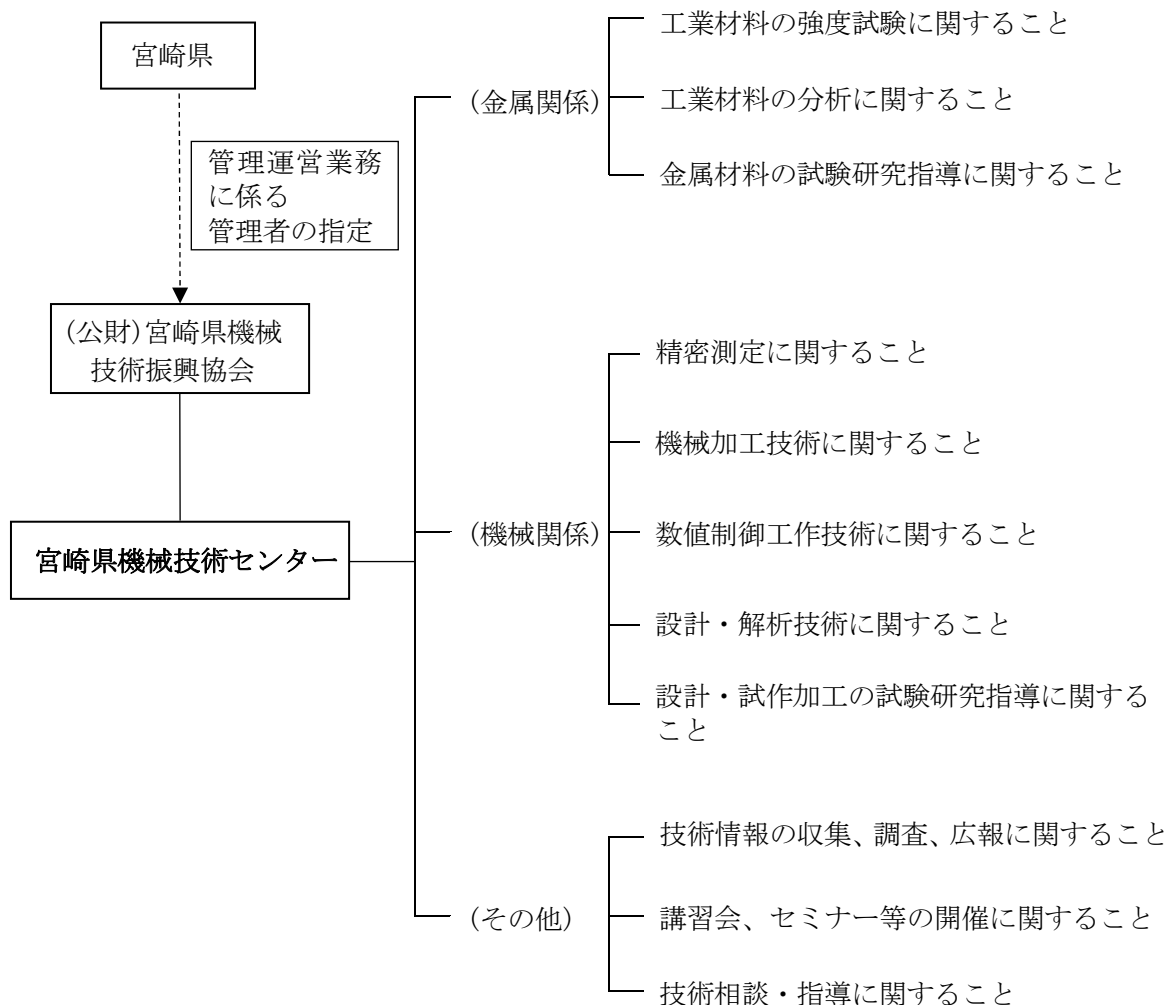 宮崎県
管理運営業務
に係る
管理者の指定
(公財)宮崎県機械
技術振興協会
宮崎県機械技術センター
(金属関係)
工業材料の強度試験に関すること
工業材料の分析に関すること
金属材料の試験研究指導に関すること
(機械関係)
精密測定に関すること
機械加工技術に関すること
数値制御工作技術に関すること
設計・解析技術に関すること
設計・試作加工の試験研究指導に関する
こと
(その他)
技術情報の収集、調査、広報に関すること
講習会、セミナー等の開催に関すること
技術相談・指導に関すること